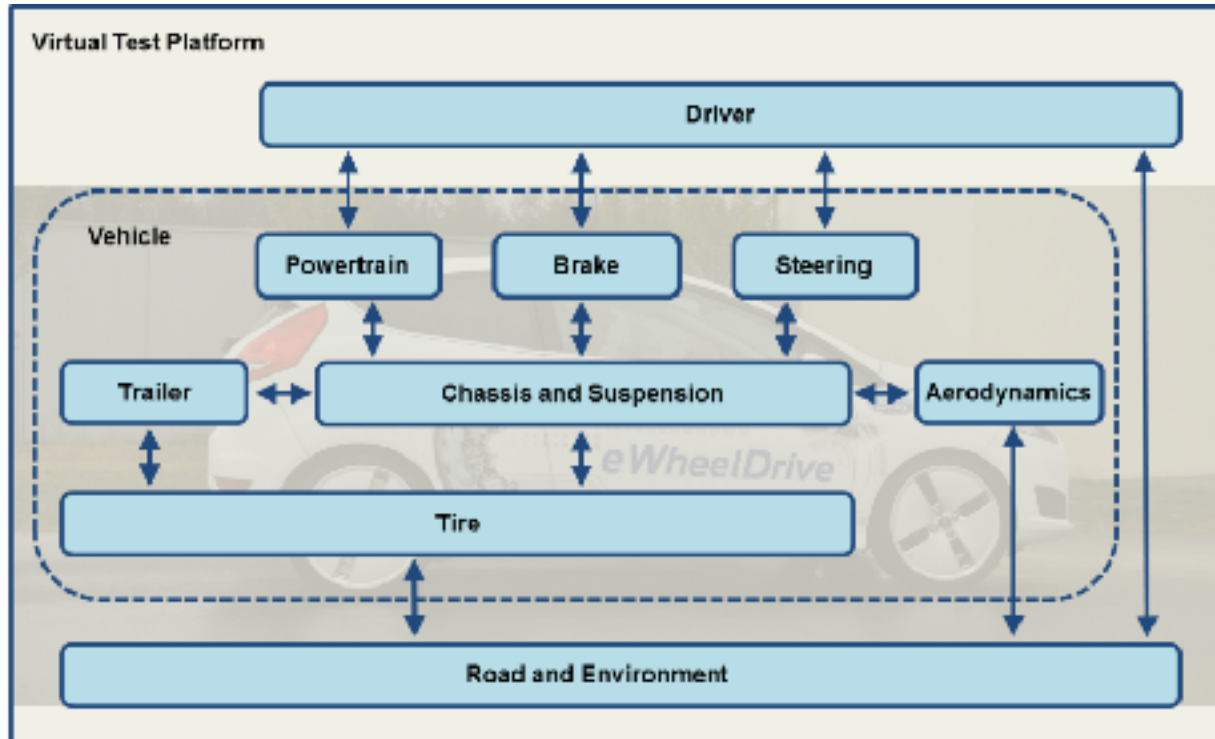 Virtual Test Platform
Driver
Vehicle
Powertrain
Brake
Steering
Trailer
Chassis and Suspension
Aerodynamics
eWheelDrive
Tire
Road and Environment